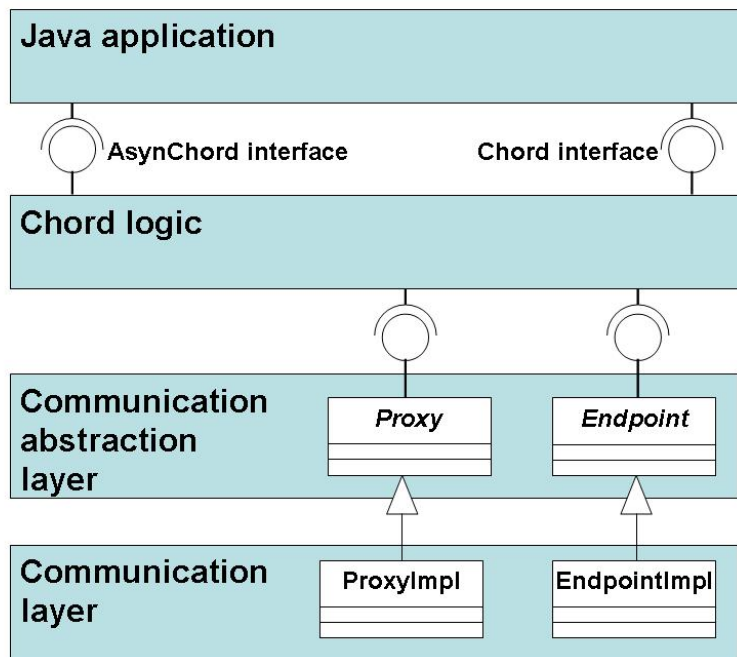 Java application
AsynChord interface
Chord interface
Chord logic
Communication
abstraction
layer
Proxy
Endpoint
Communication
layer
ProxyImpl
EndpointImpl